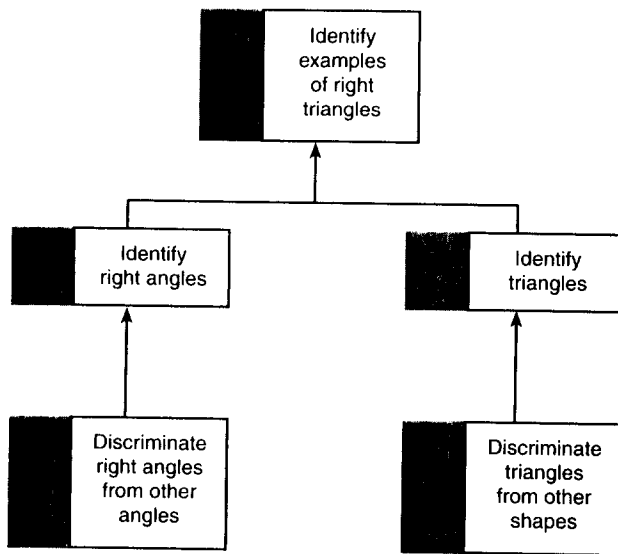 Identify
examples
of right
triangles
Identify
right angles
Identify
triangles
Discriminate
right angles
from other
angles
Discriminate
triangles
from other
shapes